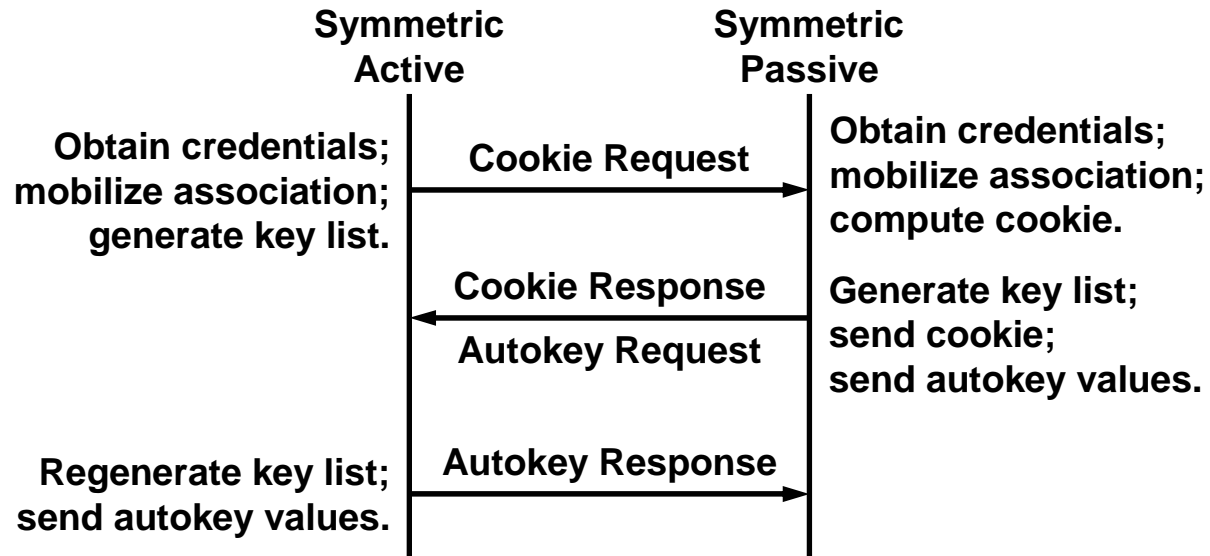 Symmetric
Active
Symmetric
Passive
Obtain credentials;
mobilize association;
generate key list.
Cookie Request
Obtain credentials;
mobilize association;
compute cookie.
Cookie Response
Autokey Request
Generate key list;
send cookie;
send autokey values.
Regenerate key list;
send autokey values.
Autokey Response